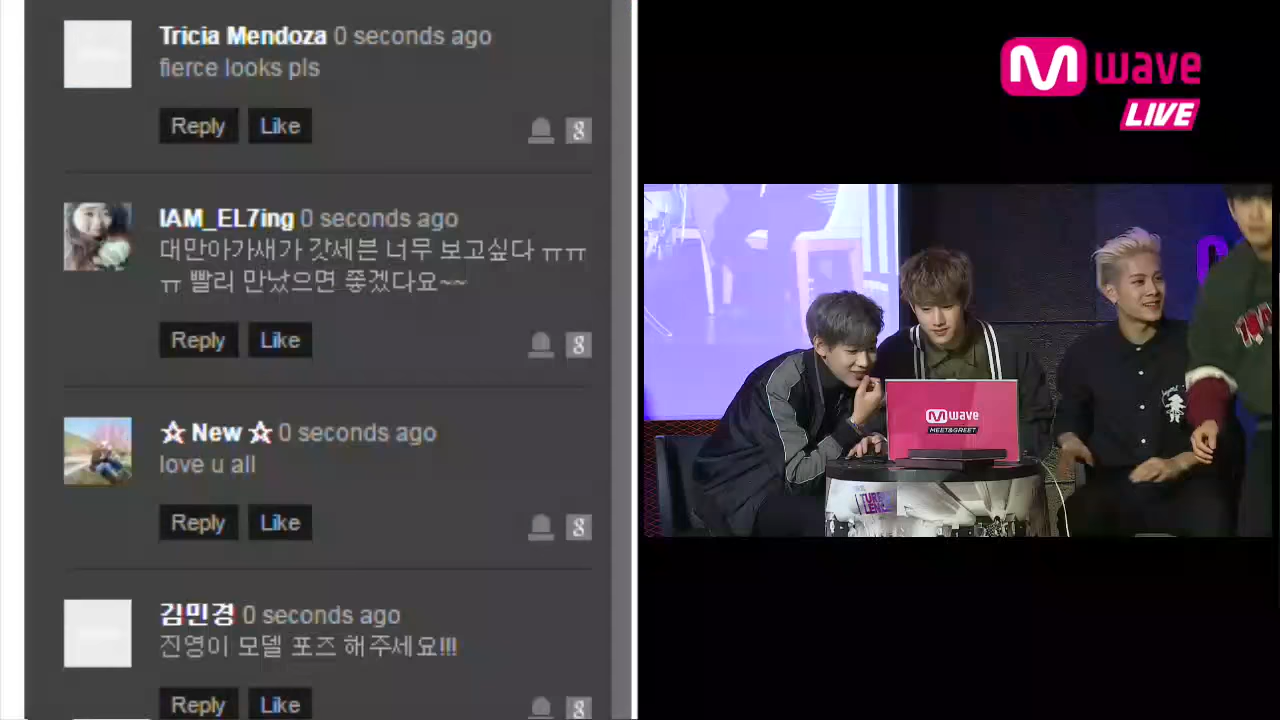 Tricia Mendoza 0 seconds ago
fierce looks pls
Reply Like
IAM_EL7ing 0 seconds ago
대만아가새가 갓세븐 너무 보고싶다 ㅠㅠ
ㅠ 빨리 만났으면 좋겠다요~~
Reply Like
☆ New ☆ 0 seconds ago
love u all
Reply Like
김민경 0 seconds ago
진영이 모델 포즈 해주세요!!!
Reply Like
M wave
LIVE
M wave
MEET&GREET
TURBU
LENCE